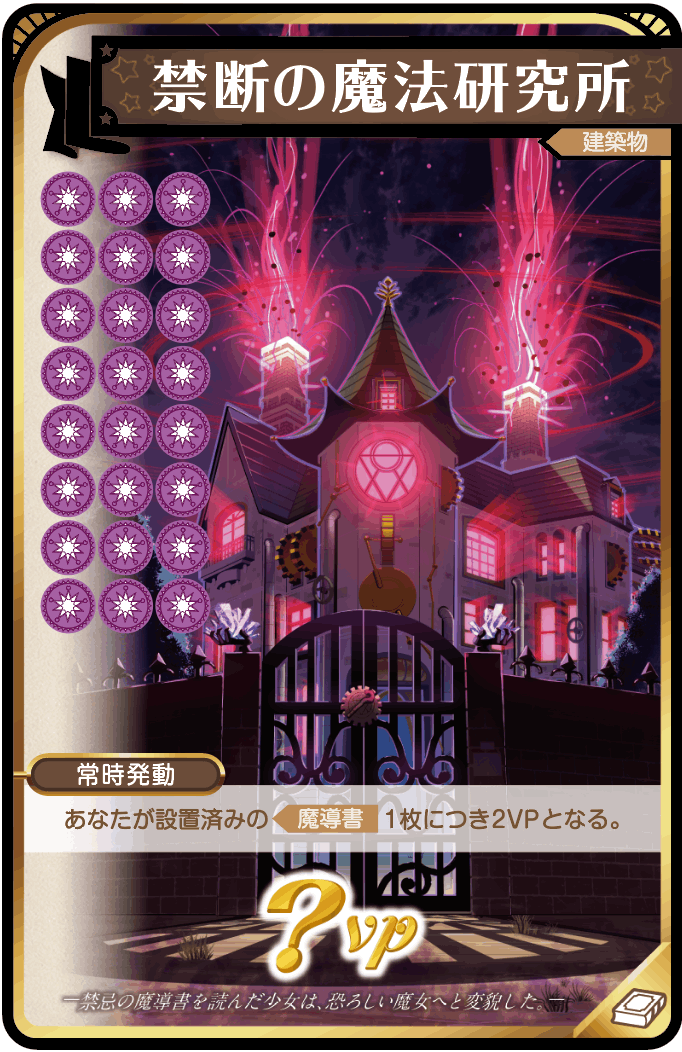 禁断の魔法研究所
建築物
常時発動
あなたが設置済みの 魔導書 1枚につき2VPとなる。
?vp
―禁忌の魔導書を読んだ少女は、恐ろしい魔女へと変貌した。―